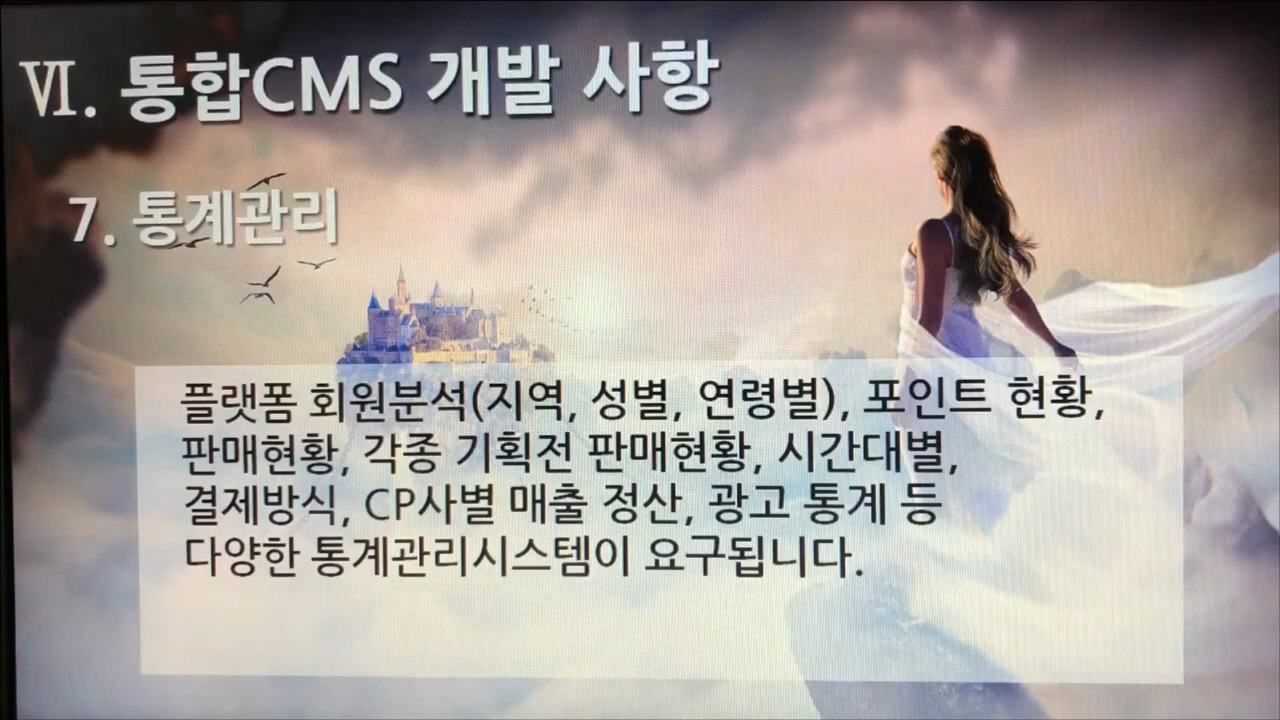 Ⅵ. 통합CMS 개발 사항
7. 통계관리
플랫폼 회원분석(지역, 성별, 연령별), 포인트 현황,
판매현황, 각종 기획전 판매현황, 시간대별,
결제방식, CP사별 매출 정산, 광고 통계 등
다양한 통계관리시스템이 요구됩니다.